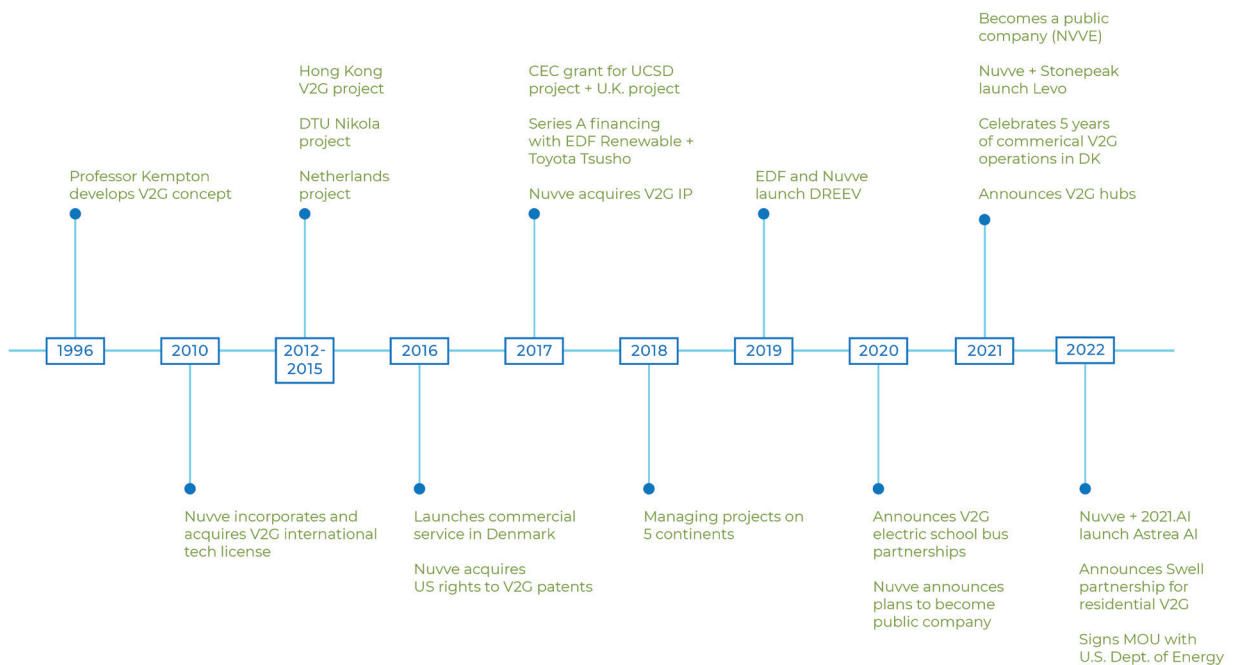 Becomes a public
company (NVVE)
Nuvve + Stonepeak
launch Levo
Celebrates 5 years
of commerical V2G
operations in DK
Announces V2G hubs
Hong Kong
V2G project
DTU Nikola
project
Netherlands
project
CEC grant for UCSD
project + U.K. project
Series A financing
with EDF Renewable +
Toyota Tsusho
Nuvve acquires V2G IP
Professor Kempton
develops V2G concept
EDF and Nuvve
launch DREEV
1996
2010
2012-
2015
2016
2017
2018
2019
2020
2021
2022
Nuvve incorporates and
acquires V2G international
tech license
Launches commercial
service in Denmark
Nuvve acquires
US rights to V2G patents
Managing projects on
5 continents
Announces V2G
electric school bus
partnerships
Nuvve announces
plans to become
public company
Nuvve + 2021.AI
launch Astrea AI
Announces Swell
partnership for
residential V2G
Signs MOU with
U.S. Dept. of Energy